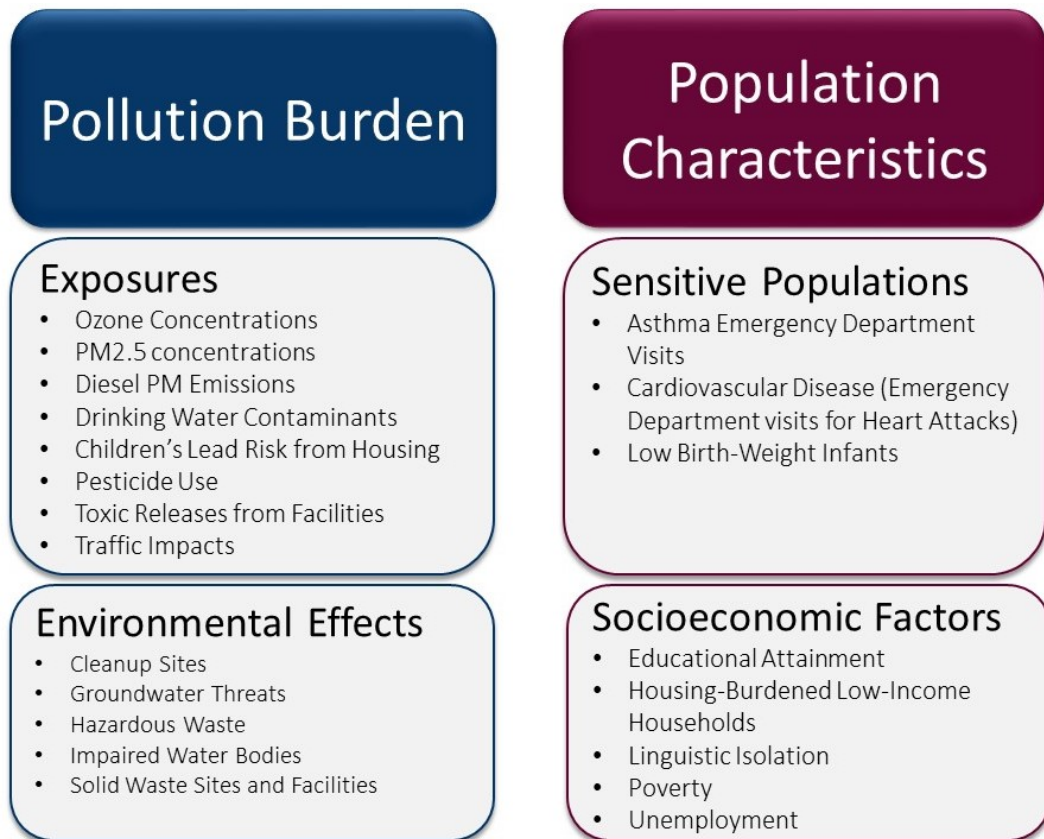 Pollution Burden
Exposures
• Ozone Concentrations
• PM2.5 concentrations
• Diesel PM Emissions
• Drinking Water Contaminants
• Children’s Lead Risk from Housing
• Pesticide Use
• Toxic Releases from Facilities
• Traffic Impacts
Environmental Effects
• Cleanup Sites
• Groundwater Threats
• Hazardous Waste
• Impaired Water Bodies
• Solid Waste Sites and Facilities
Population
Characteristics
Sensitive Populations
• Asthma Emergency Department
Visits
• Cardiovascular Disease (Emergency
Department visits for Heart Attacks)
• Low Birth-Weight Infants
Socioeconomic Factors
• Educational Attainment
• Housing-Burdened Low-Income
Households
• Linguistic Isolation
• Poverty
• Unemployment